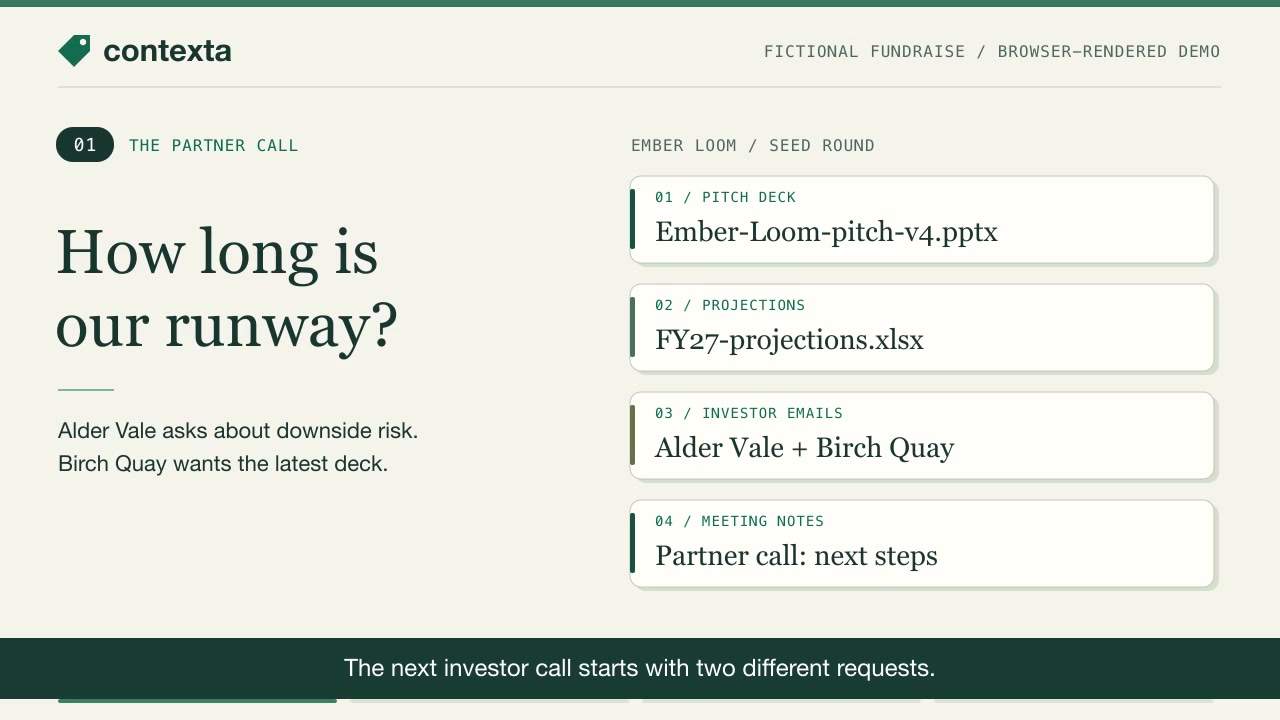 contexta
FICTIONAL FUNDRAISE / BROWSER-RENDERED DEMO
01
THE PARTNER CALL
How long is
our runway?
Alder Vale asks about downside risk.
Birch Quay wants the latest deck.
EMBER LOOM / SEED ROUND
01 / PITCH DECK
Ember-Loom-pitch-v4.pptx
02 / PROJECTIONS
FY27-projections.xlsx
03 / INVESTOR EMAILS
Alder Vale + Birch Quay
04 / MEETING NOTES
Partner call: next steps
The next investor call starts with two different requests.